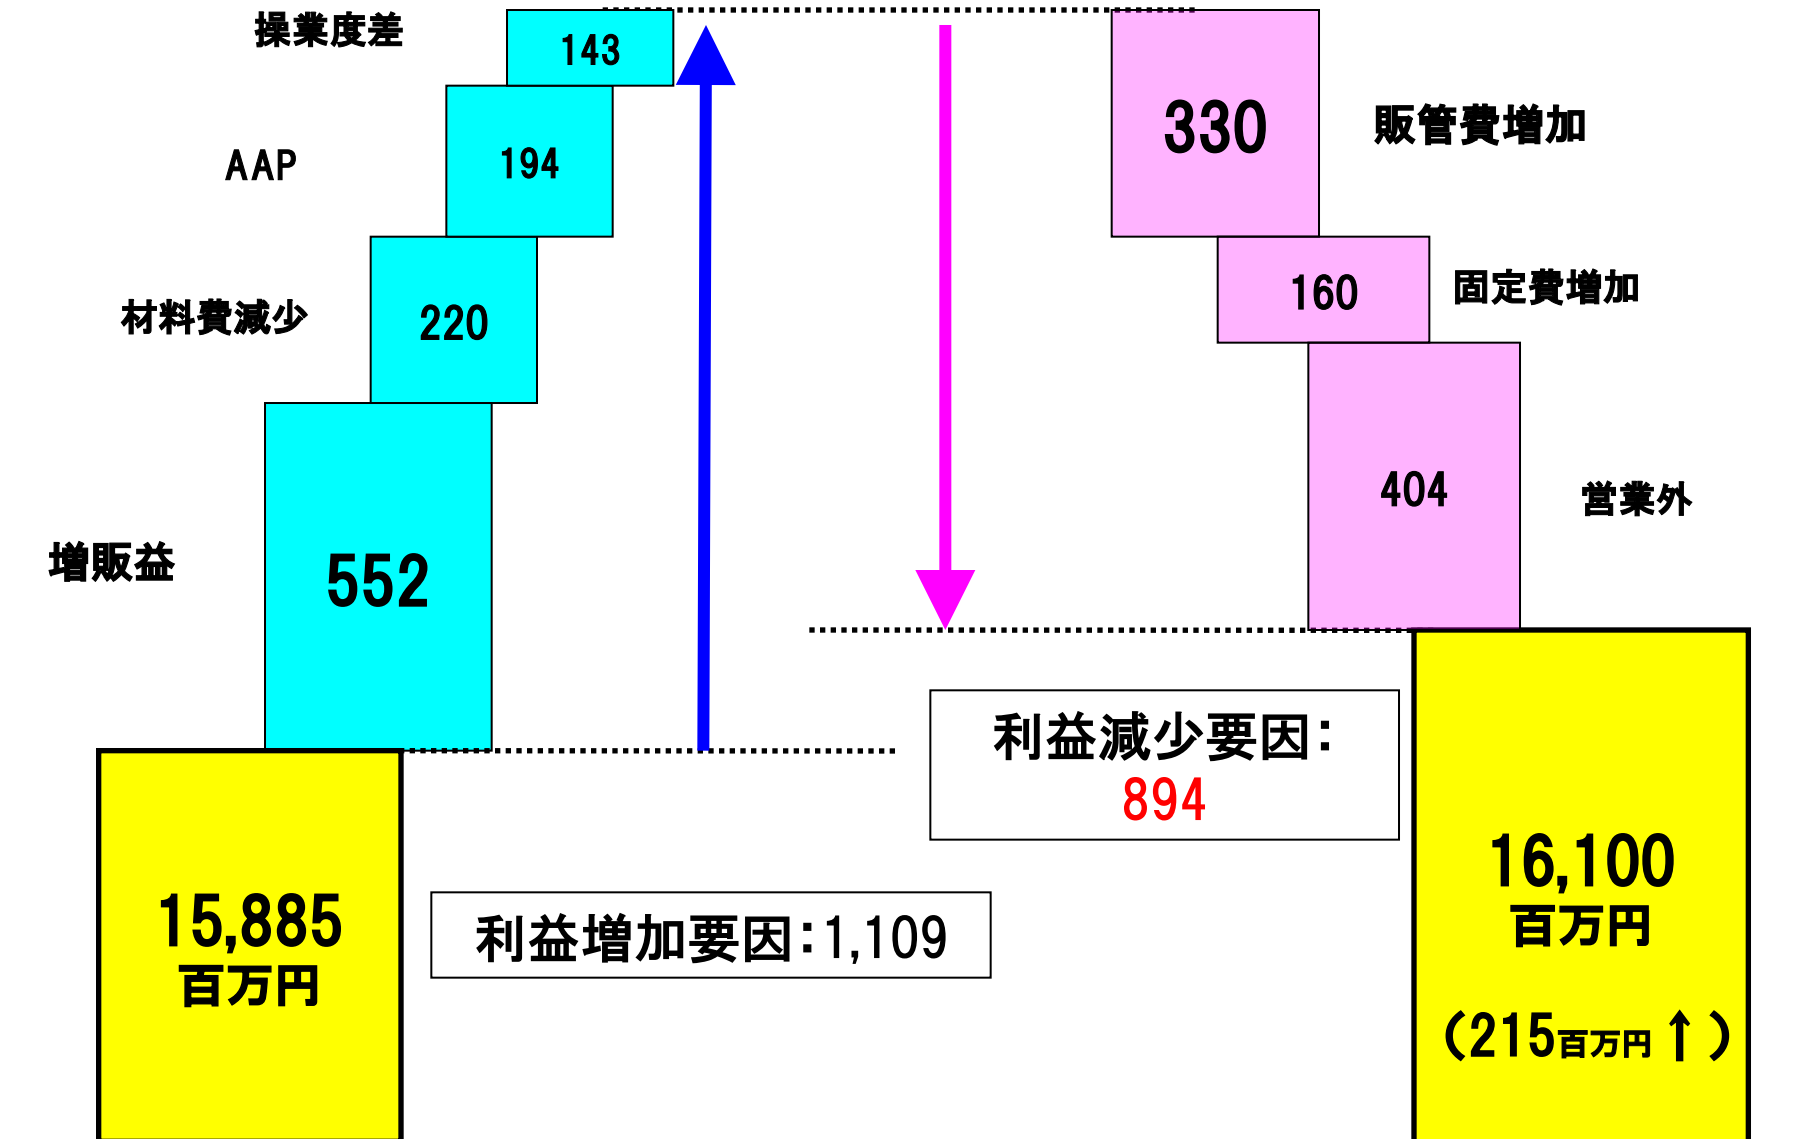 操業度差
143
AAP
194
材料費減少
220
増販益
552
15,885
百万円
利益増加要因：1,109
330
販管費増加
160
固定費増加
404
営業外
利益減少要因：
894
16,100
百万円
（215百万円↑）